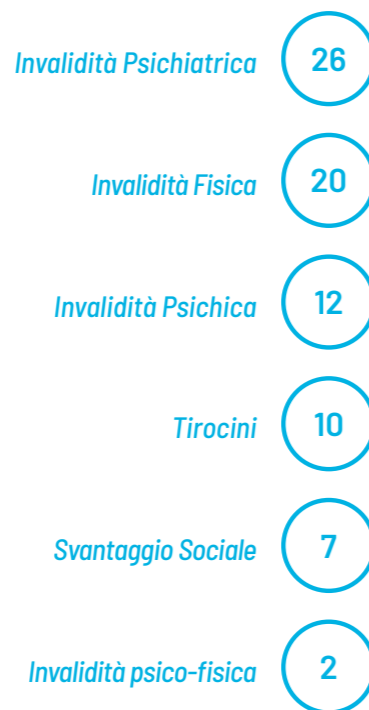 Invalidità Psichiatrica 26
Invalidità Fisica 20
Invalidità Psichica 12
Tirocini 10
Svantaggio Sociale 7
Invalidità psico-fisica 2